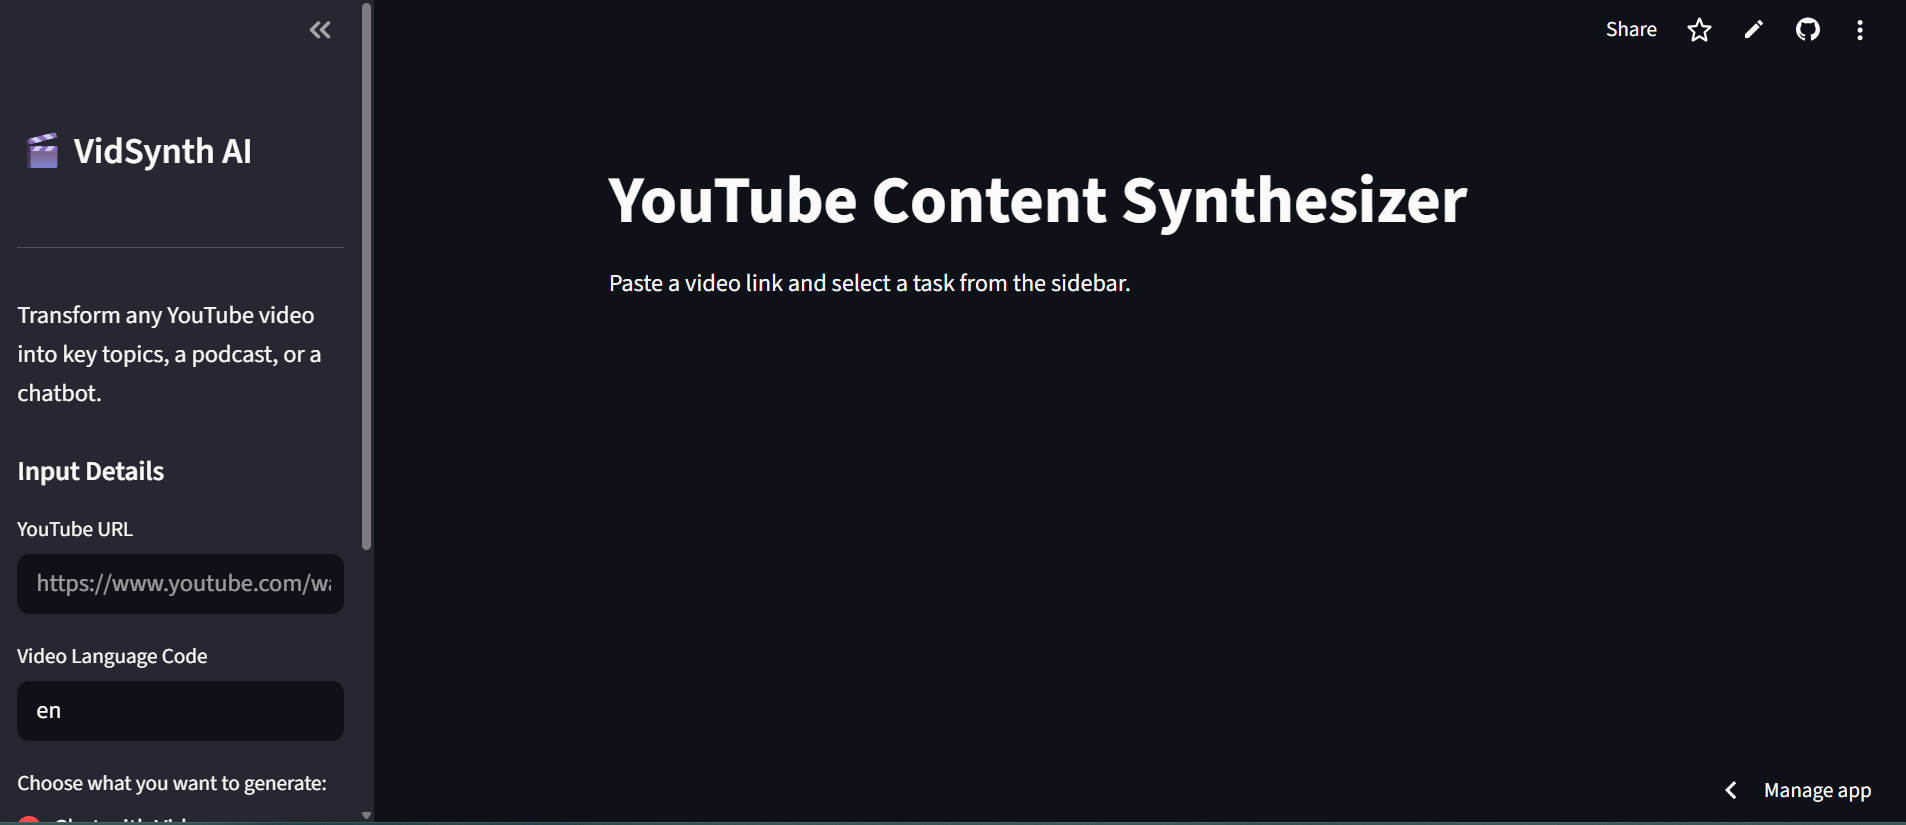 VidSynth AI
Transform any YouTube video
into key topics, a podcast, or a
chatbot.
Input Details
YouTube URL
https://www.youtube.com/wa
Video Language Code
en
Choose what you want to generate:
Share
YouTube Content Synthesizer
Paste a video link and select a task from the sidebar.
Manage app